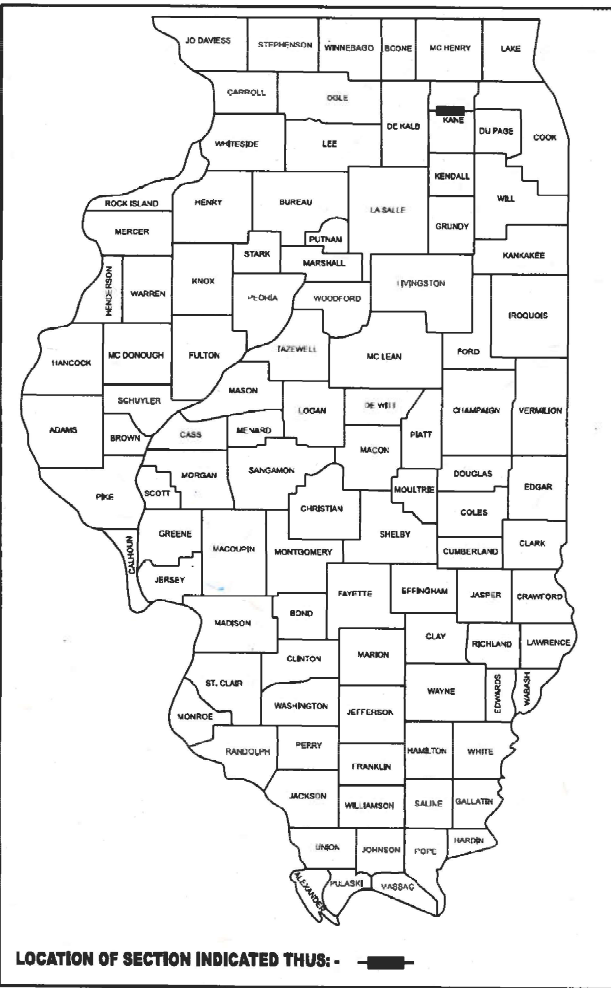 JO DAVIESS
STEPHENSON
WINNEBAGO
BOONE
MC HENRY
LAKE
CARROLL
OGLE
DE KALB
KANE
DU PAGE
COOK
WHITESIDE
LEE
KENDALL
ROCK ISLAND
HENRY
BUREAU
LA SALLE
WILL
MERCER
PUTNAM
GRUNDY
STARK
MARSHALL
KANKAKEE
HENDERSON
WARREN
KNOX
PEORIA
WOODFORD
LIVINGSTON
IROQUOIS
HANCOCK
MC DONOUGH
FULTON
TAZEWELL
MC LEAN
FORD
SCHUYLER
MASON
LOGAN
DE WITT
CHAMPAIGN
VERMILION
ADAMS
BROWN
CASS
MENARD
MACON
PIATT
PIKE
SCOTT
MORGAN
SANGAMON
CHRISTIAN
MOULTRIE
DOUGLAS
EDGAR
COLES
CALHOUN
GREENE
MACOUPIN
MONTGOMERY
SHELBY
CUMBERLAND
CLARK
JERSEY
FAYETTE
EFFINGHAM
JASPER
CRAWFORD
MADISON
BOND
CLAY
RICHLAND
LAWRENCE
CLINTON
MARION
ST. CLAIR
WAYNE
EDWARDS
WABASH
MONROE
WASHINGTON
JEFFERSON
RANDOLPH
PERRY
HAMILTON
WHITE
FRANKLIN
JACKSON
WILLIAMSON
SALINE
GALLATIN
UNION
JOHNSON
POPE
HARDIN
ALEXANDER
PULASKI
MASSAC
LOCATION OF SECTION INDICATED THUS: -